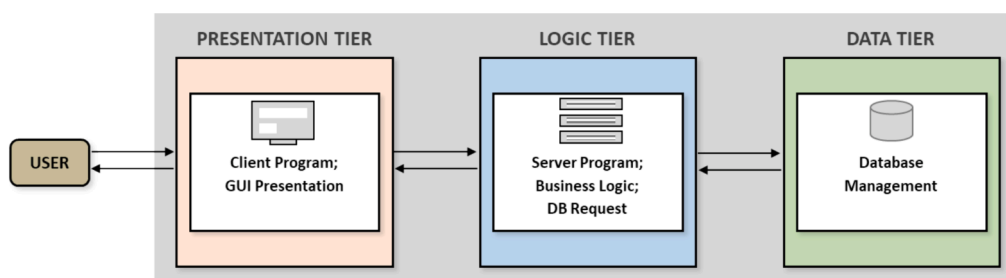 PRESENTATION TIER
LOGIC TIER
DATA TIER
USER
Client Program;
GUI Presentation
Server Program;
Business Logic;
DB Request
Database
Management